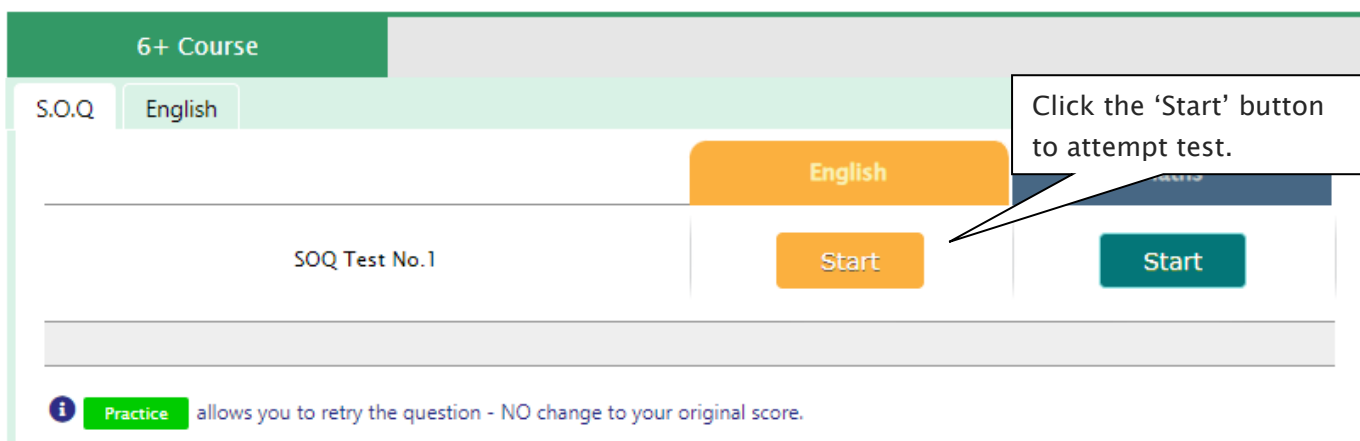 6+ Course
S.O.Q English
Click the ‘Start’ button
to attempt test.
English
SOQ Test No.1 Start Start
Practice allows you to retry the question - NO change to your original score.